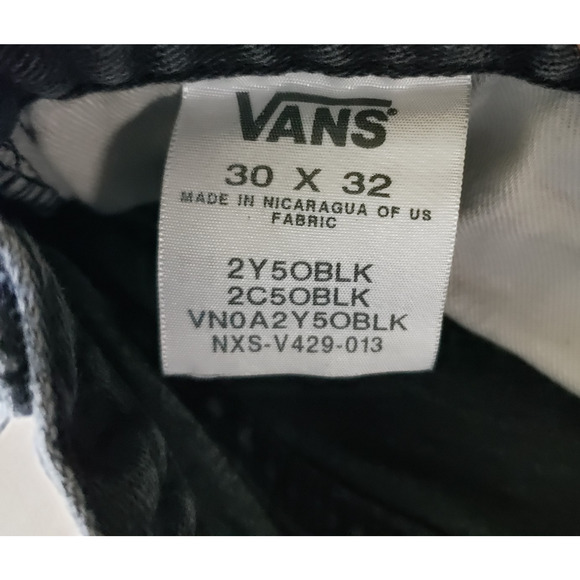 VANS®
30 X 32
MADE IN NICARAGUA OF US
FABRIC
2Y5OBLK
2C5OBLK
VN0A2Y5OBLK
NXS-V429-013